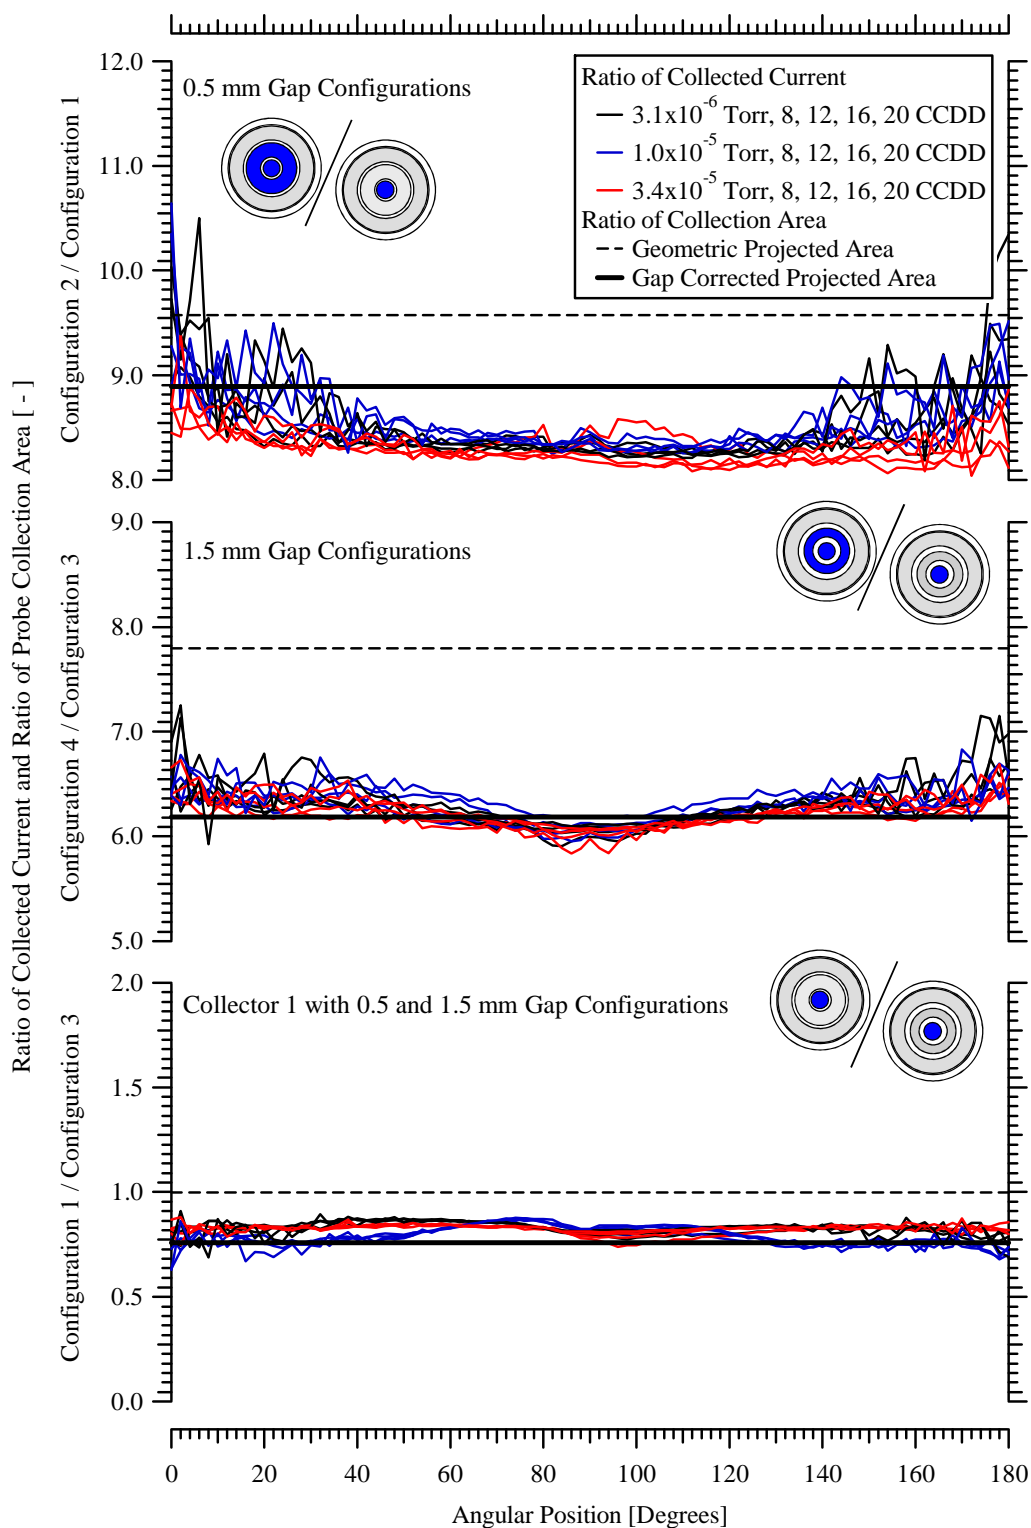 12.0
11.0
10.0
9.0
8.0
0.5 mm Gap Configurations
Ratio of Collected Current
3.1x10⁻⁶ Torr, 8, 12, 16, 20 CCDD
1.0x10⁻⁵ Torr, 8, 12, 16, 20 CCDD
3.4x10⁻⁵ Torr, 8, 12, 16, 20 CCDD
Ratio of Collection Area
Geometric Projected Area
Gap Corrected Projected Area
Configuration 2 / Configuration 1
Ratio of Collected Current and Ratio of Probe Collection Area [ - ]
9.0
8.0
7.0
6.0
5.0
1.5 mm Gap Configurations
Configuration 4 / Configuration 3
2.0
1.5
1.0
0.5
0.0
Collector 1 with 0.5 and 1.5 mm Gap Configurations
Configuration 1 / Configuration 3
0 20 40 60 80 100 120 140 160 180
Angular Position [Degrees]